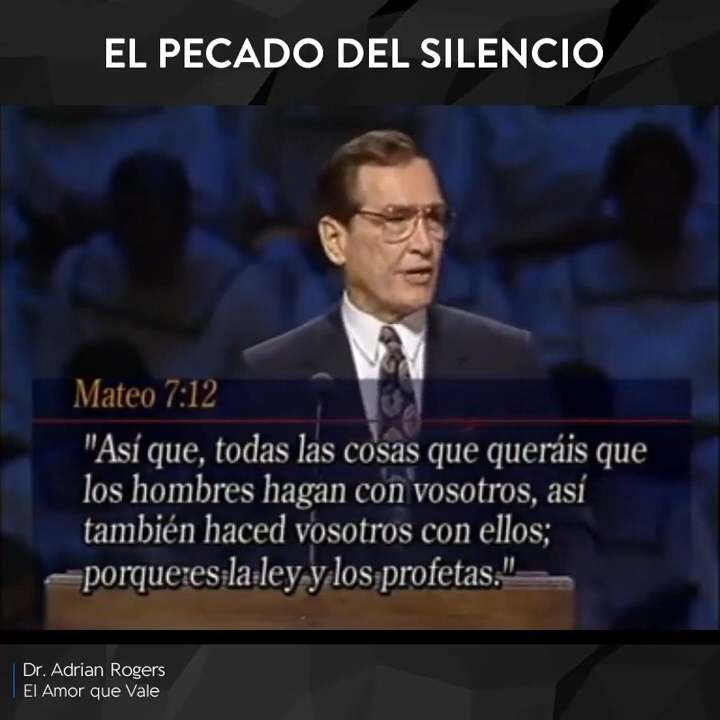 EL PECADO DEL SILENCIO
Mateo 7:12
"Así que, todas las cosas que queráis que
los hombres hagan con vosotros, así
también haced vosotros con ellos;
porque es la ley y los profetas."
Dr. Adrian Rogers
El Amor que Vale